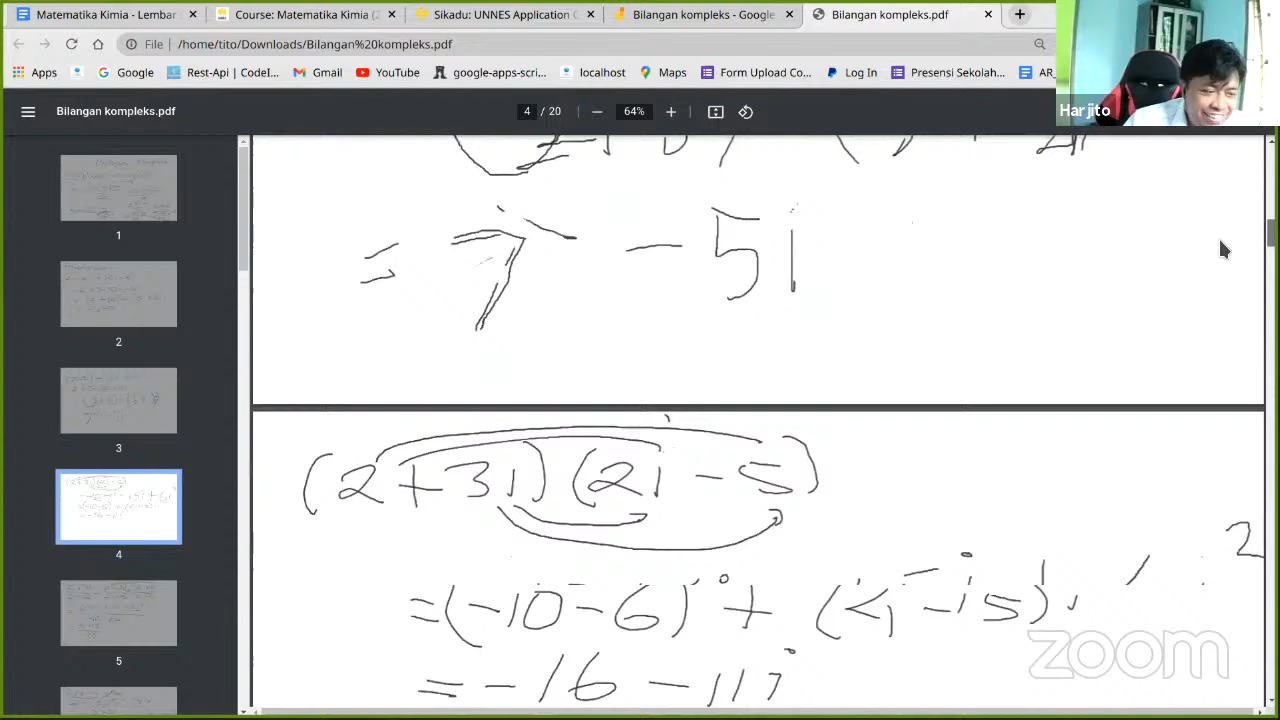 Matematika Kimia - Lembar
Course: Matematika Kimia (2
Sikadu: UNNES Application C
Bilangan kompleks - Google
Bilangan kompleks.pdf
File /home/tito/Downloads/Bilangan%20kompleks.pdf
Apps
Google
Rest-Api | CodeI...
Gmail
YouTube
google-apps-scri...
localhost
Maps
Form Upload Co...
Log In
Presensi Sekolah...
AR_
Harjito
Bilangan kompleks.pdf
4 / 20
64%
1
2
3
4
5
= 7 - 5i
(2+3i)(2i - 5)
=(-10-6) + (4i-15)
= -16 - 11i
zoom